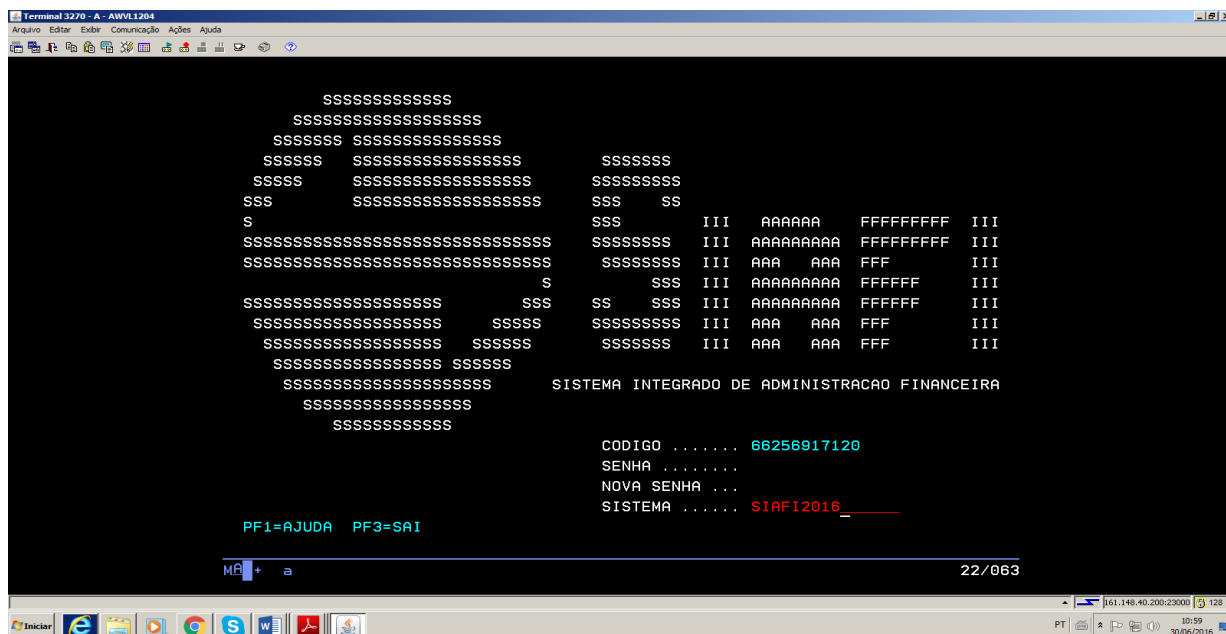 Terminal 3270 - A - AWVL1204
Arquivo Editar Exibir Comunicação Ações Ajuda
SSSSSSSSSSSSS
SSSSSSSSSSSSSSSSSSS
SSSSSSS SSSSSSSSSSSSSSS
SSSSSS SSSSSSSSSSSSSSSSS SSSSSSS
SSSSS SSSSSSSSSSSSSSSSSS SSSSSSSSS
SSS SSSSSSSSSSSSSSSSSSS SSS SS
S SSS III AAAAAA FFFFFFFFF III
SSSSSSSSSSSSSSSSSSSSSSSSSSSSSSS SSSSSSSS III AAAAAAAAA FFFFFFFFF III
SSSSSSSSSSSSSSSSSSSSSSSSSSSSSSS SSSSSSSS III AAA AAA FFF III
S SSS III AAAAAAAAA FFFFFF III
SSSSSSSSSSSSSSSSSSSS SSS SS SSS III AAAAAAAAA FFFFFF III
SSSSSSSSSSSSSSSSSSS SSSSS SSSSSSSSS III AAA AAA FFF III
SSSSSSSSSSSSSSSSSS SSSSSS SSSSSSS III AAA AAA FFF III
SSSSSSSSSSSSSSSSS SSSSSS
SSSSSSSSSSSSSSSSSSSSS SISTEMA INTEGRADO DE ADMINISTRACAO FINANCEIRA
SSSSSSSSSSSSSSSSS
SSSSSSSSSSSS
CODIGO ....... 66256917120
SENHA ........
NOVA SENHA ...
SISTEMA ...... SIAFI2016______
PF1=AJUDA PF3=SAI
MA + a 22/063
161.148.40.200:23000 128
Iniciar PT 10:59
30/06/2016